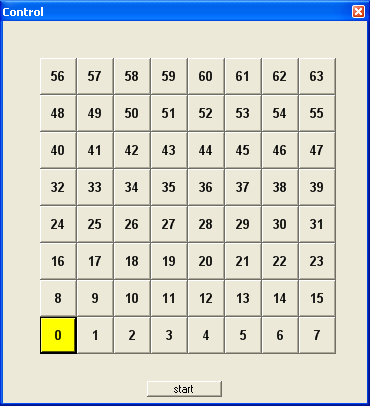 Control
56 57 58 59 60 61 62 63
48 49 50 51 52 53 54 55
40 41 42 43 44 45 46 47
32 33 34 35 36 37 38 39
24 25 26 27 28 29 30 31
16 17 18 19 20 21 22 23
8 9 10 11 12 13 14 15
0 1 2 3 4 5 6 7
start